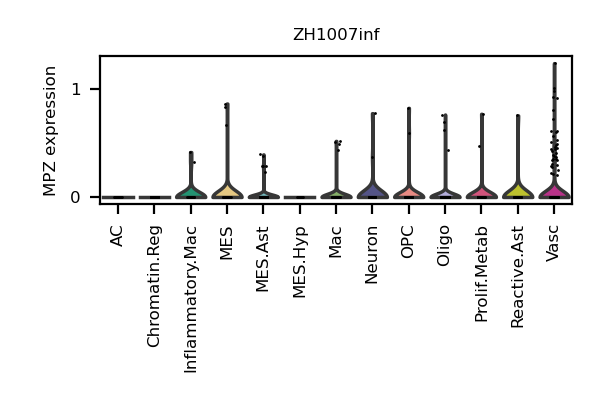 ZH1007inf
MPZ expression
1
0
AC
Chromatin.Reg
Inflammatory.Mac
MES
MES.Ast
MES.Hyp
Mac
Neuron
OPC
Oligo
Prolif.Metab
Reactive.Ast
Vasc